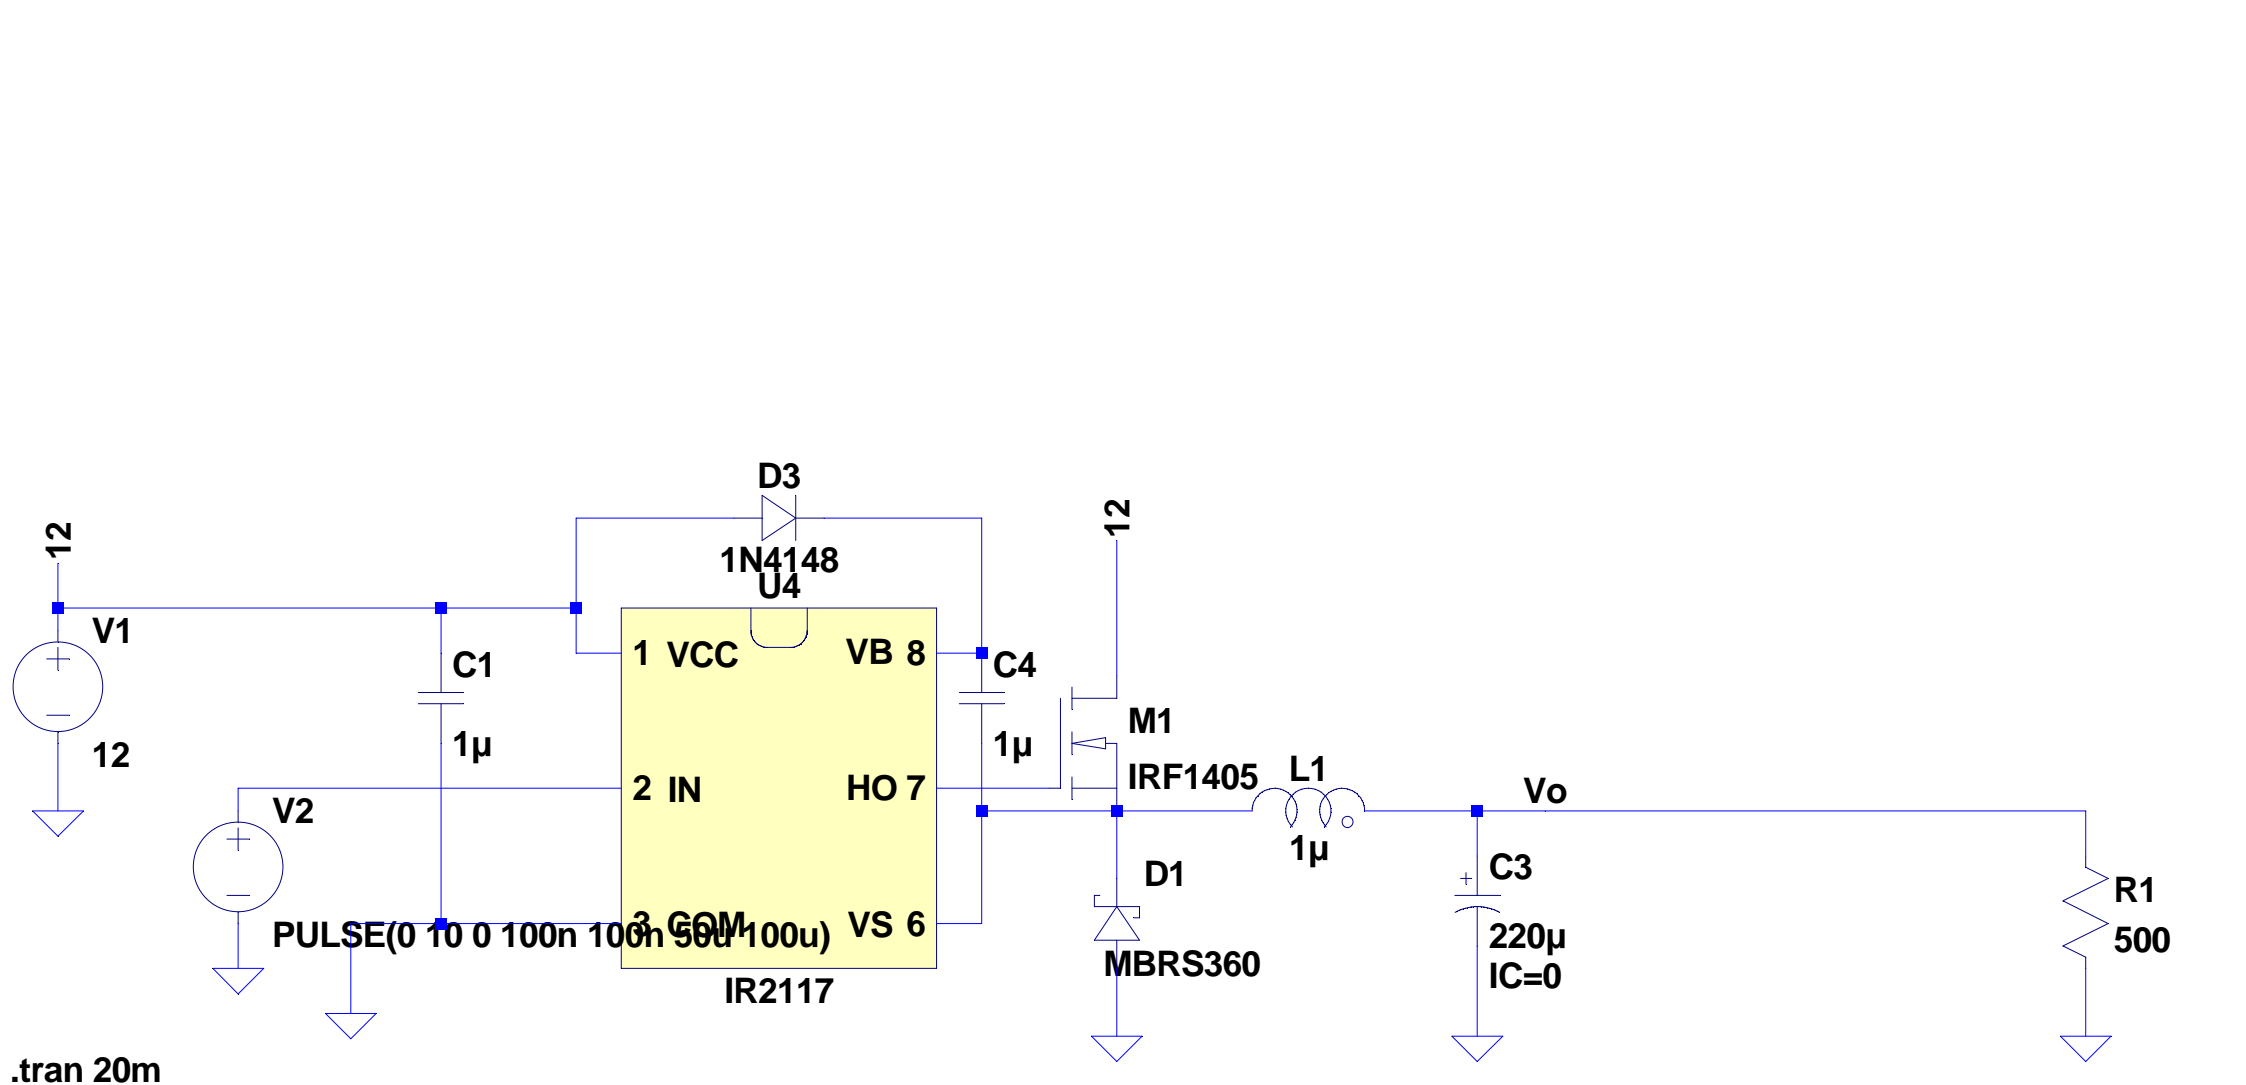 D3
1N4148
U4
12
12
V1
12
C1
1µ
1 VCC
VB 8
C4
1µ
M1
IRF1405
2 IN
HO 7
L1
1µ
Vo
V2
PULSE(0 10 0 100n 100n 50u 100u)
3 COM
VS 6
IR2117
D1
MBRS360
C3
+
220µ
IC=0
R1
500
.tran 20m